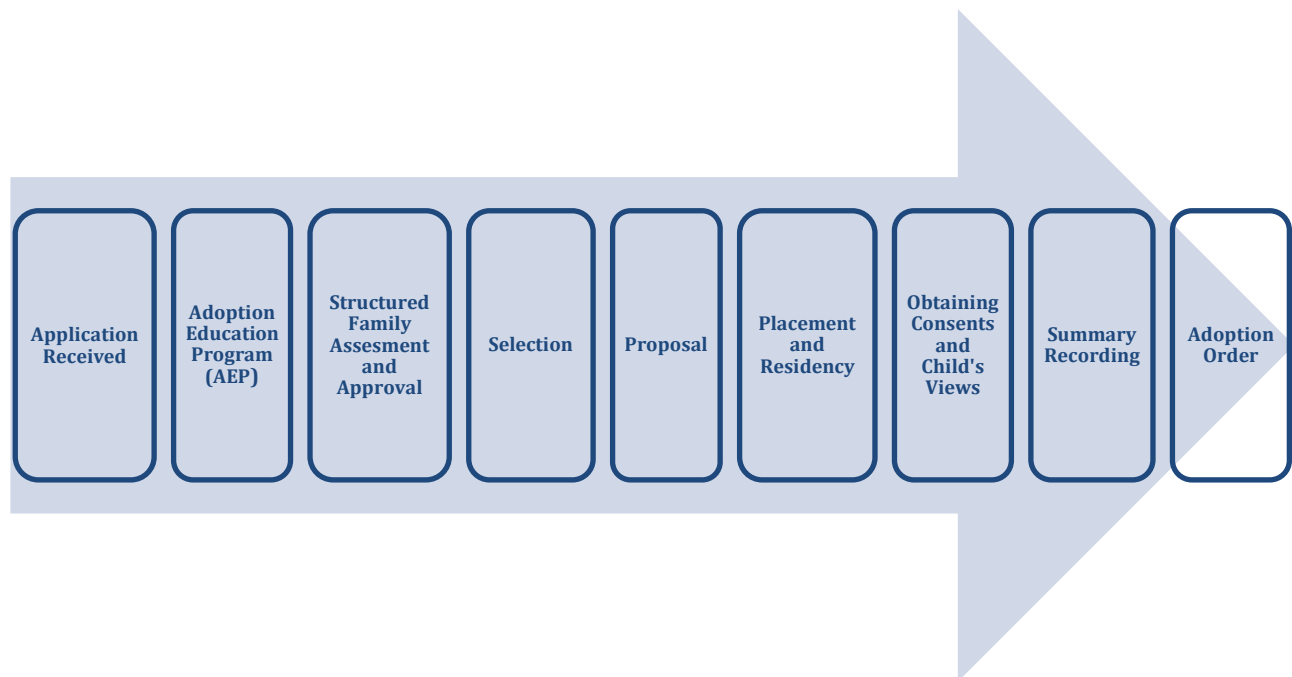 Application
Received
Adoption
Education
Program
(AEP)
Structured
Family
Assesment
and
Approval
Selection
Proposal
Placement
and
Residency
Obtaining
Consents
and
Child's
Views
Summary
Recording
Adoption
Order